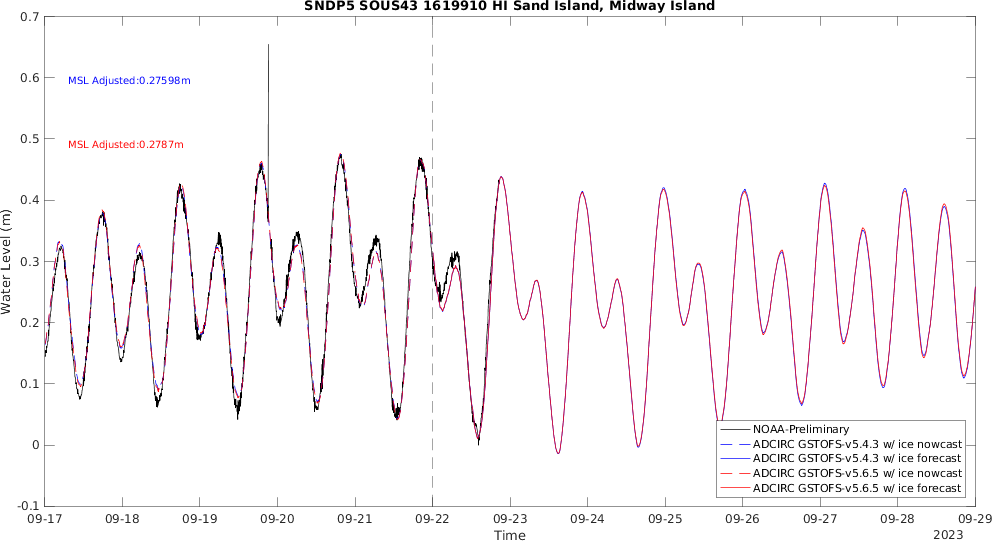 SNDP5 SOUS43 1619910 HI Sand Island, Midway Island
0.7
0.6
0.5
0.4
0.3
0.2
0.1
0
-0.1
Water Level (m)
MSL Adjusted:0.27598m
MSL Adjusted:0.2787m
NOAA-Preliminary
ADCIRC GSTOFS-v5.4.3 w/ ice nowcast
ADCIRC GSTOFS-v5.4.3 w/ ice forecast
ADCIRC GSTOFS-v5.6.5 w/ ice nowcast
ADCIRC GSTOFS-v5.6.5 w/ ice forecast
09-17 09-18 09-19 09-20 09-21 09-22 09-23 09-24 09-25 09-26 09-27 09-28 09-29
Time
2023